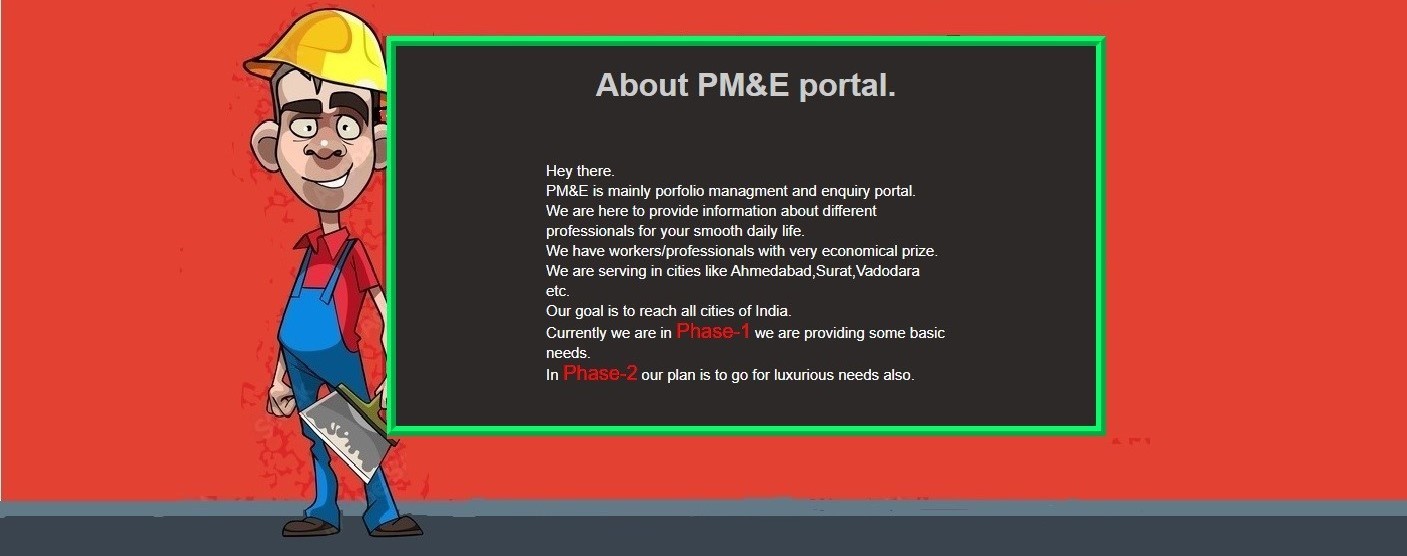 About PM&E portal.
Hey there.
PM&E is mainly porfolio managment and enquiry portal.
We are here to provide information about different
professionals for your smooth daily life.
We have workers/professionals with very economical prize.
We are serving in cities like Ahmedabad,Surat,Vadodara
etc.
Our goal is to reach all cities of India.
Currently we are in Phase-1 we are providing some basic
needs.
In Phase-2 our plan is to go for luxurious needs also.